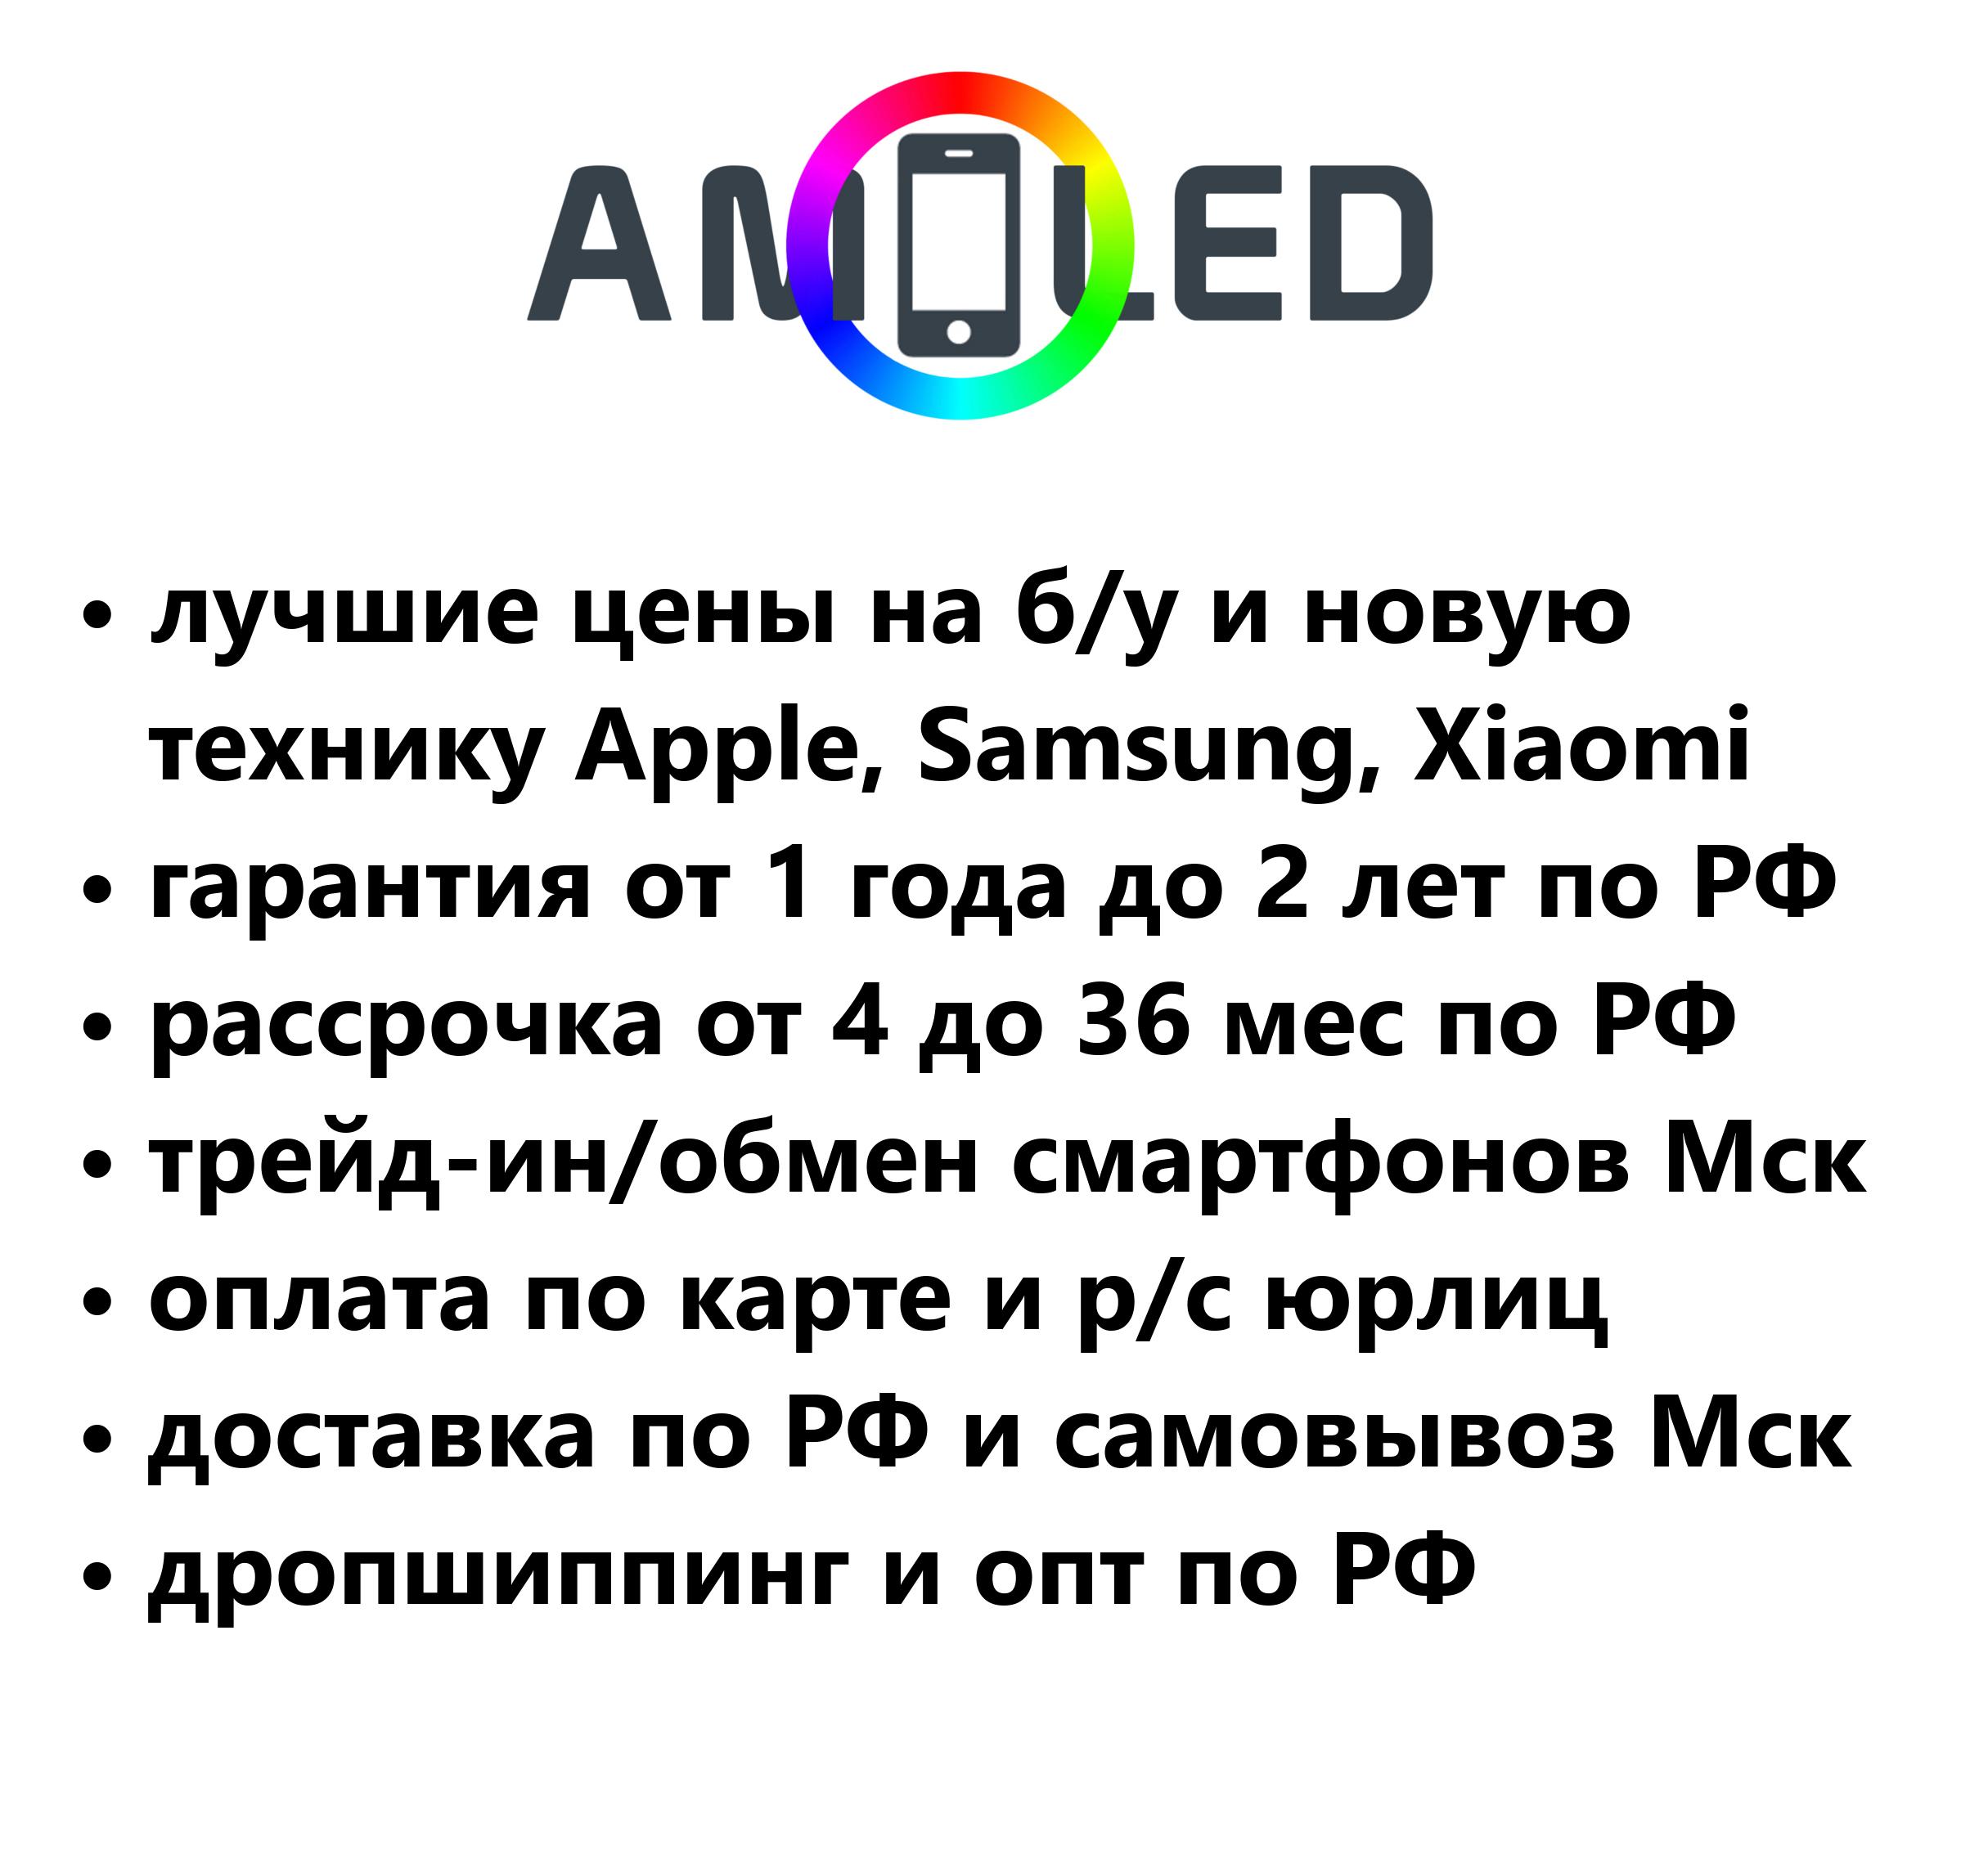 AMOLED
• лучшие цены на б/у и новую
технику Apple, Samsung, Xiaomi
• гарантия от 1 года до 2 лет по РФ
• рассрочка от 4 до 36 мес по РФ
• трейд-ин/обмен смартфонов Мск
• оплата по карте и р/с юрлиц
• доставка по РФ и самовывоз Мск
• дропшиппинг и опт по РФ